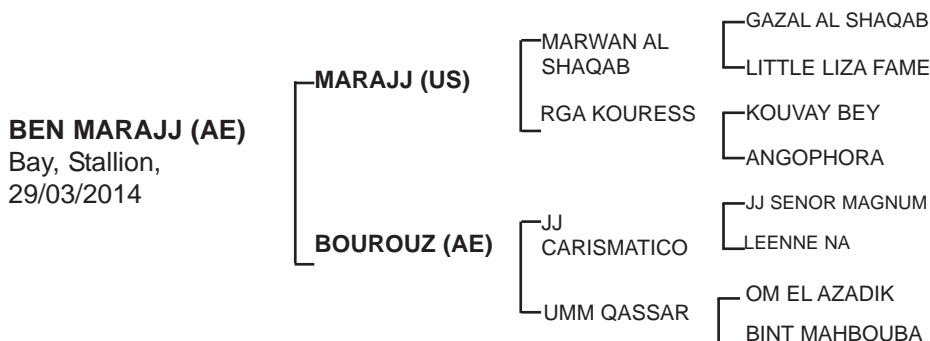 BEN MARAJJ (AE)
Bay, Stallion,
29/03/2014
MARAJJ (US)
BOUROUZ (AE)
MARWAN AL
SHAQAB
RGA KOURESS
JJ
CARISMATICO
UMM QASSAR
GAZAL AL SHAQAB
LITTLE LIZA FAME
KOUVAY BEY
ANGOPHORA
JJ SENOR MAGNUM
LEENNE NA
OM EL AZADIK
BINT MAHBOUBA